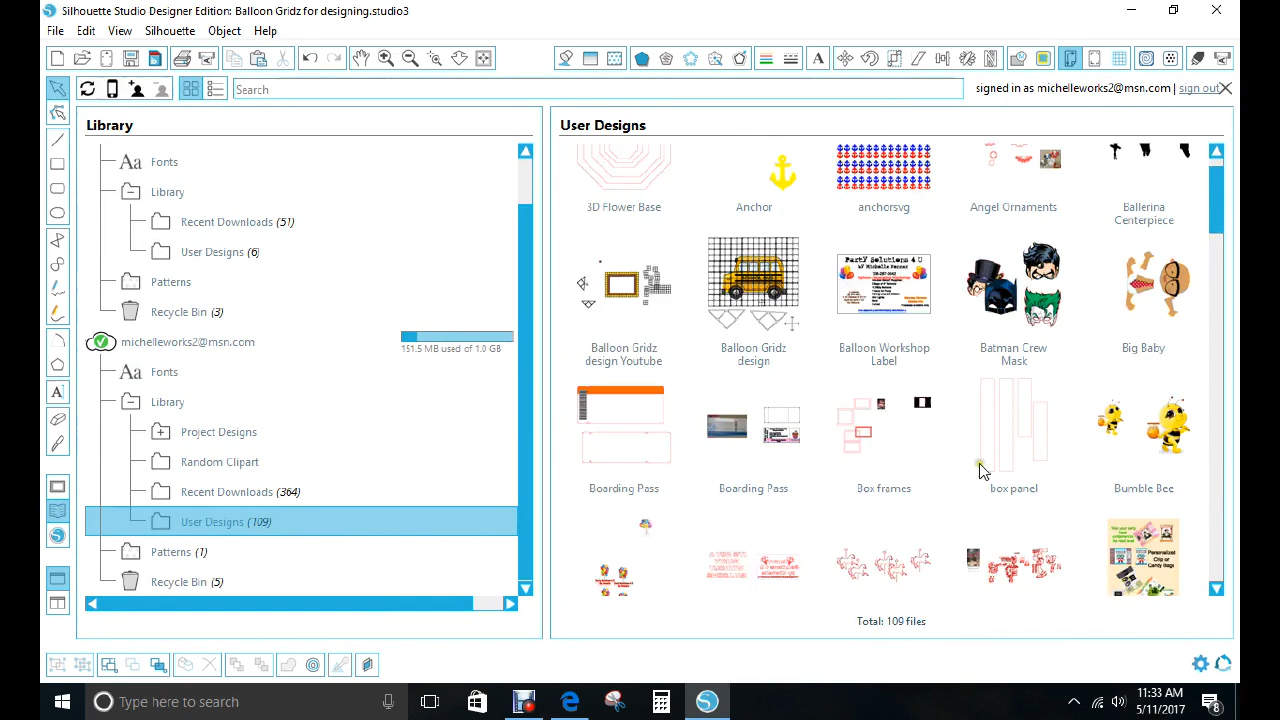 Silhouette Studio Designer Edition: Balloon Gridz for designing.studio3
File Edit View Silhouette Object Help
Search
signed in as michelleworks2@msn.com | sign out
Library
Fonts
Library
Recent Downloads (51)
User Designs (6)
Patterns
Recycle Bin (3)
michelleworks2@msn.com
151.5 MB used of 1.0 GB
Fonts
Library
Project Designs
Random Clipart
Recent Downloads (364)
User Designs (109)
Patterns (1)
Recycle Bin (5)
User Designs
3D Flower Base
Anchor
anchorsvg
Angel Ornaments
Ballerina
Centerpiece
Party Solutions 4 U
Balloon Gridz
design Youtube
Balloon Gridz
design
Balloon Workshop
Label
Batman Crew
Mask
Big Baby
Boarding Pass
Boarding Pass
Box frames
box panel
Bumble Bee
Personalized
Total: 109 files
Type here to search
11:33 AM
5/11/2017
8